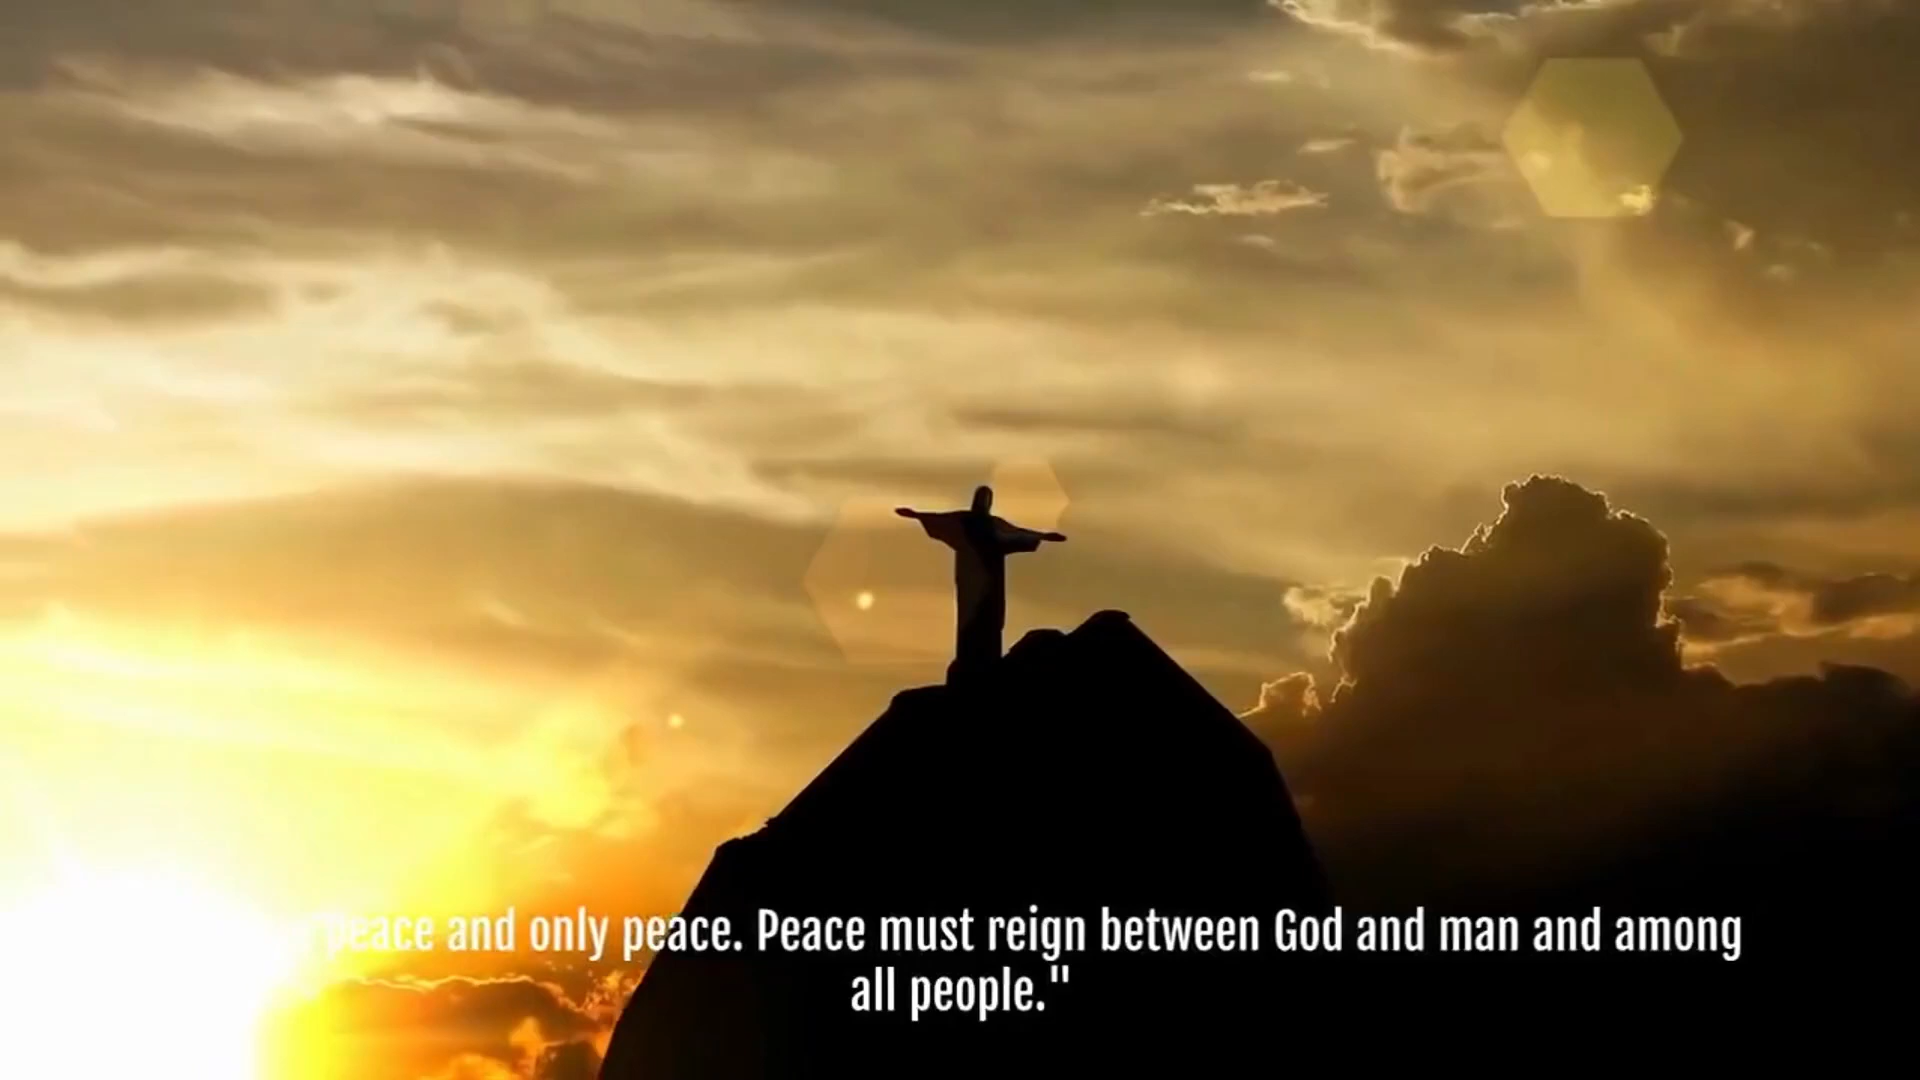 peace and only peace. Peace must reign between God and man and among
all people."